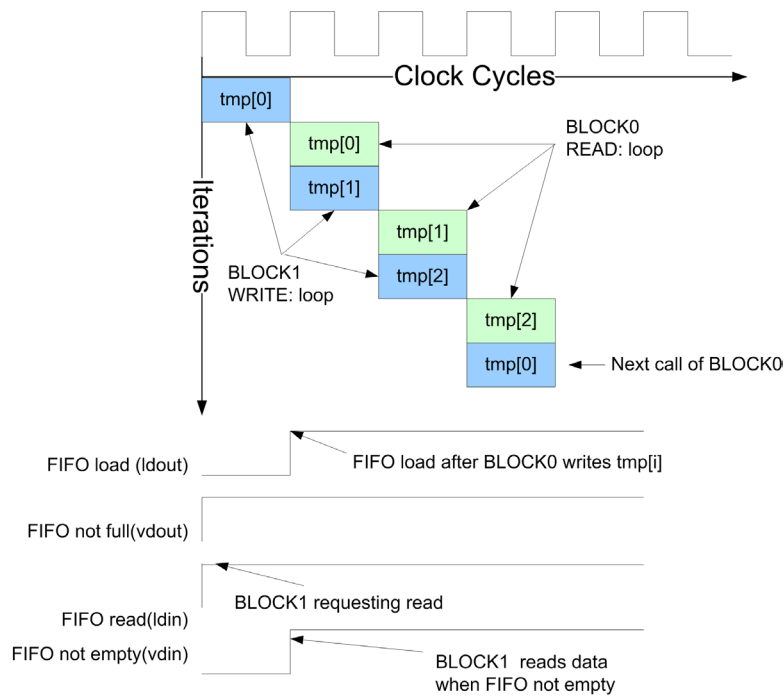 Clock Cycles
tmp[0]
BLOCK0
READ: loop
tmp[0]
tmp[1]
Iterations
tmp[1]
BLOCK1
WRITE: loop
tmp[2]
tmp[2]
tmp[0]
Next call of BLOCK0
FIFO load (ldout)
FIFO load after BLOCK0 writes tmp[i]
FIFO not full(vdout)
BLOCK1 requesting read
FIFO read(ldin)
FIFO not empty(vdin)
BLOCK1 reads data
when FIFO not empty